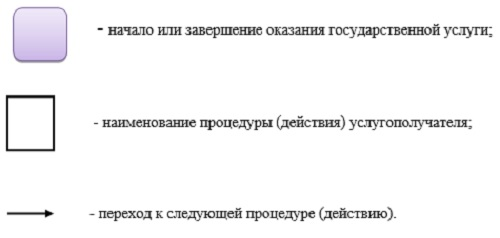 - начало или завершение оказания государственной услуги;
- наименование процедуры (действия) услугополучателя;
- переход к следующей процедуре (действию).